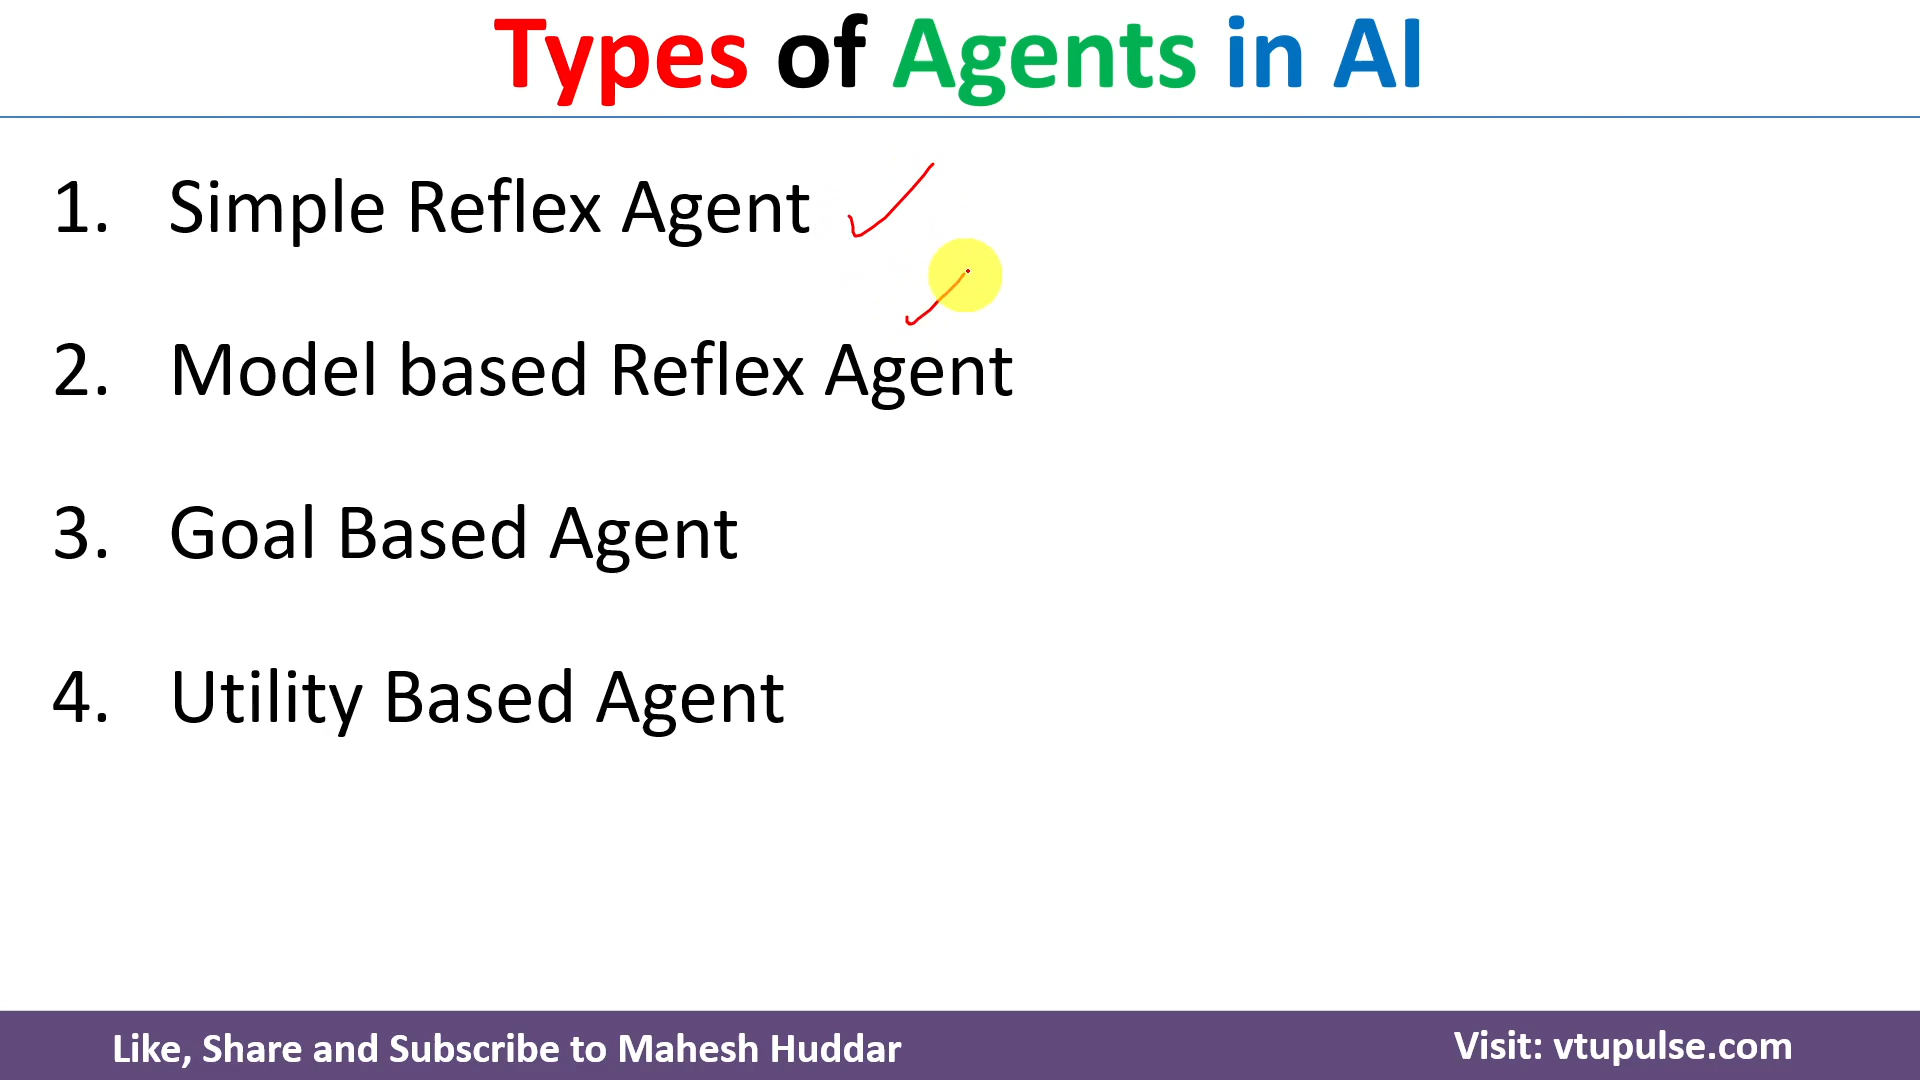 Types of Agents in AI
1. Simple Reflex Agent
2. Model based Reflex Agent
3. Goal Based Agent
4. Utility Based Agent
Like, Share and Subscribe to Mahesh Huddar
Visit: vtupulse.com